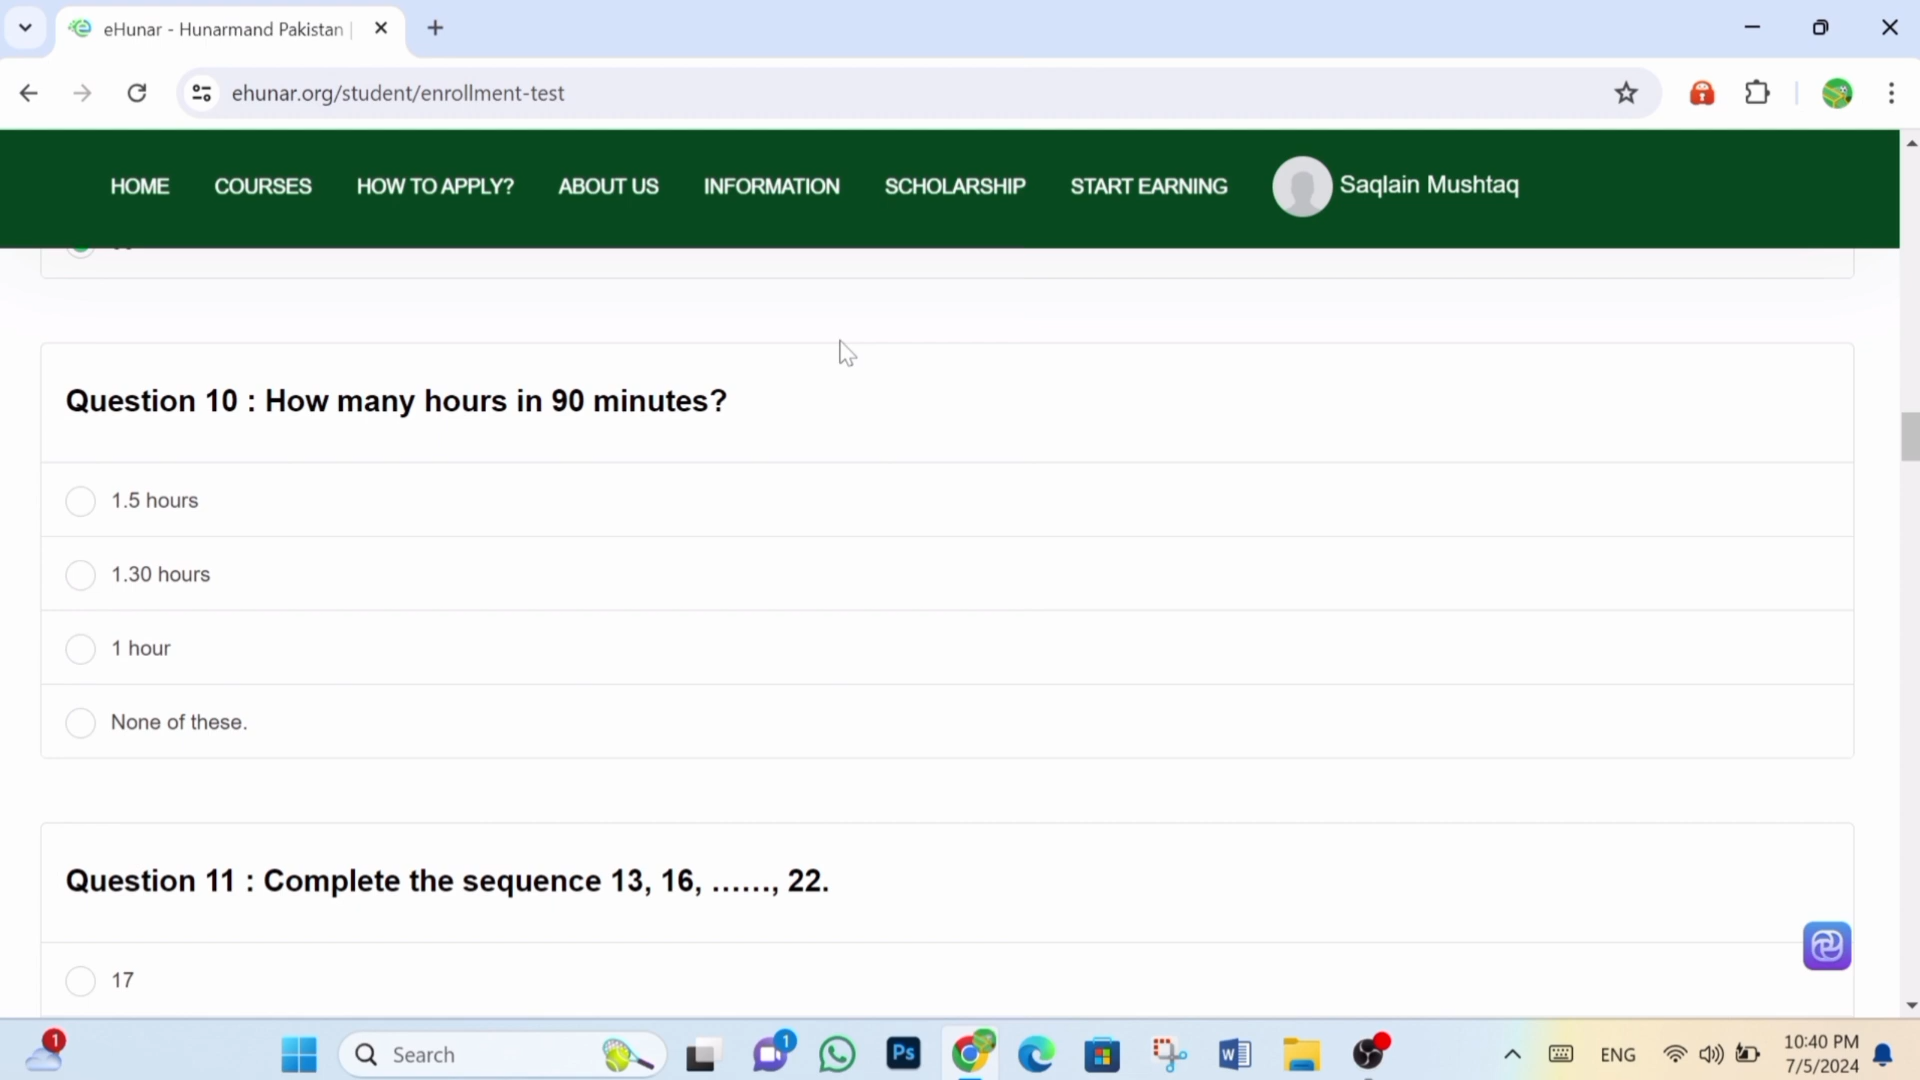 eHunar - Hunarmand Pakistan |
ehunar.org/student/enrollment-test
HOME COURSES HOW TO APPLY? ABOUT US INFORMATION SCHOLARSHIP START EARNING Saqlain Mushtaq
Question 10 : How many hours in 90 minutes?
1.5 hours
1.30 hours
1 hour
None of these.
Question 11 : Complete the sequence 13, 16, ……, 22.
17
1
Search
1
Ps
W
ENG
10:40 PM
7/5/2024